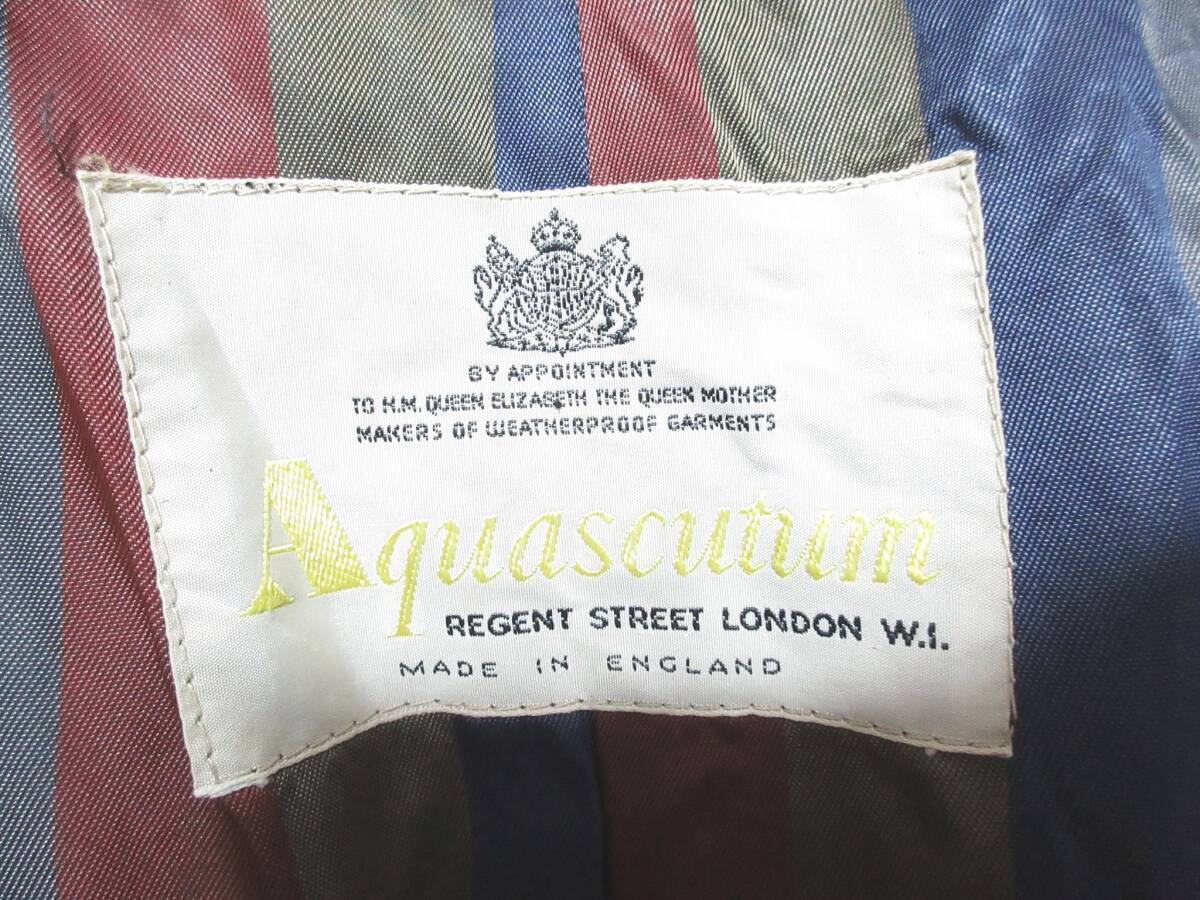 BY APPOINTMENT
TO H.M. QUEEN ELIZABETH THE QUEEN MOTHER
MAKERS OF WEATHERPROOF GARMENTS
Aquascutum
REGENT STREET LONDON W.1.
MADE IN ENGLAND